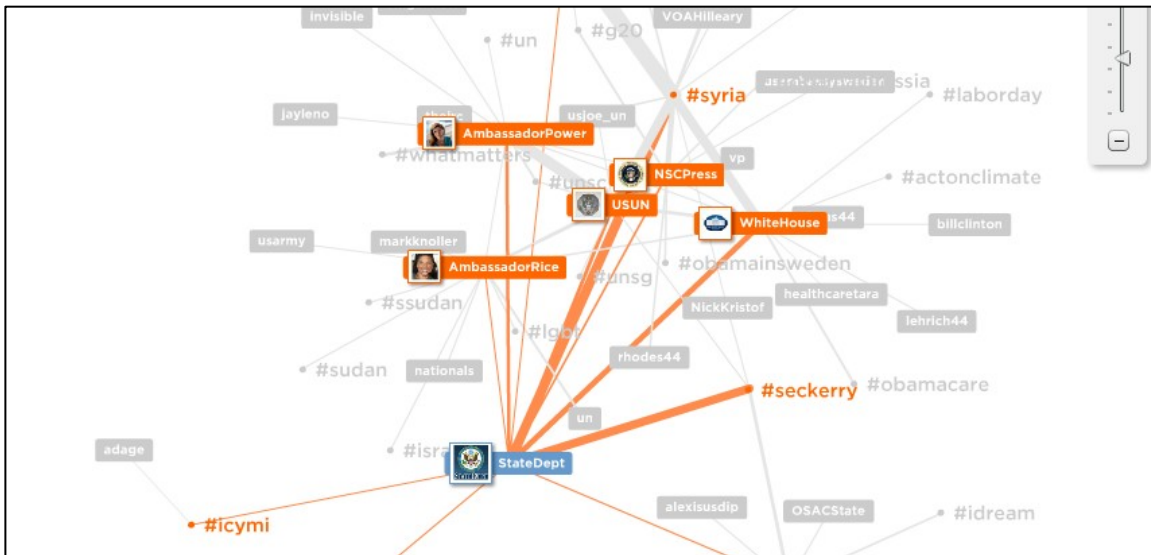 invisible
VOAHilleary
#un
#g20
#syria
#laborday
jayleno
usjoe_un
AmbassadorPower
#whatmatters
vp
NSCPress
#actonclimate
USUN
WhiteHouse
billclinton
usarmy
markknoller
AmbassadorRice
#obamainsweden
#unsg
healthcaretara
#ssudan
NickKristof
lehrich44
#lgbt
rhodes44
#sudan
nationals
#seckerry
#obamacare
un
adage
StateDept
alexisusdip
OSACState
#icymi
#idream